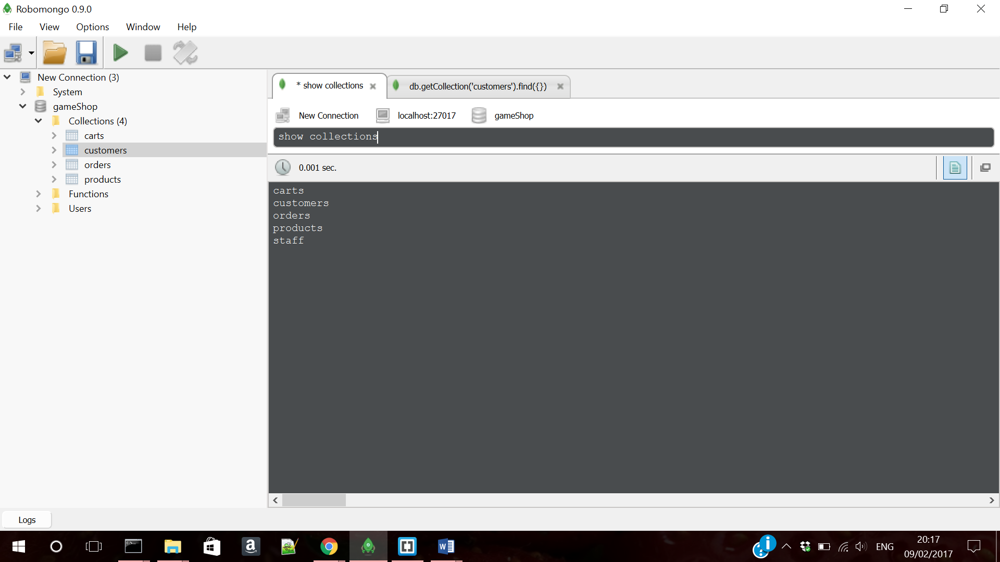 Robomongo 0.9.0
File View Options Window Help
New Connection (3)
System
gameShop
Collections (4)
carts
customers
orders
products
Functions
Users
* show collections
db.getCollection('customers').find({})
New Connection localhost:27017 gameShop
show collections
0.001 sec.
carts
customers
orders
products
staff
Logs
ENG
20:17
09/02/2017